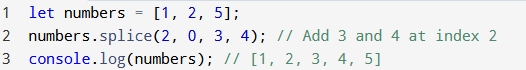 1 let numbers = [1, 2, 5];
2 numbers.splice(2, 0, 3, 4); // Add 3 and 4 at index 2
3 console.log(numbers); // [1, 2, 3, 4, 5]